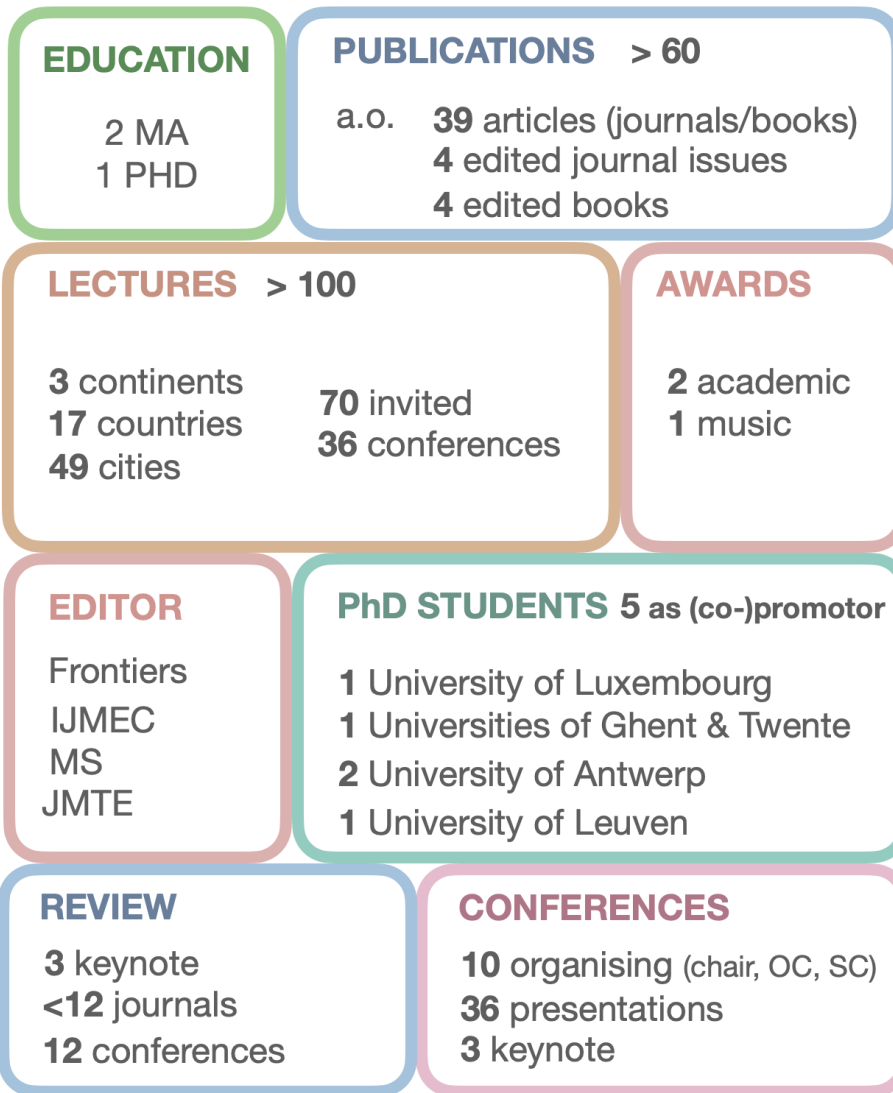 EDUCATION
2 MA
1 PHD
PUBLICATIONS > 60
a.o. 39 articles (journals/books)
4 edited journal issues
4 edited books
LECTURES > 100
3 continents
17 countries
49 cities
70 invited
36 conferences
AWARDS
2 academic
1 music
EDITOR
Frontiers
IJMEC
MS
JMTE
PhD STUDENTS 5 as (co-)promotor
1 University of Luxembourg
1 Universities of Ghent & Twente
2 University of Antwerp
1 University of Leuven
REVIEW
3 keynote
<12 journals
12 conferences
CONFERENCES
10 organising (chair, OC, SC)
36 presentations
3 keynote